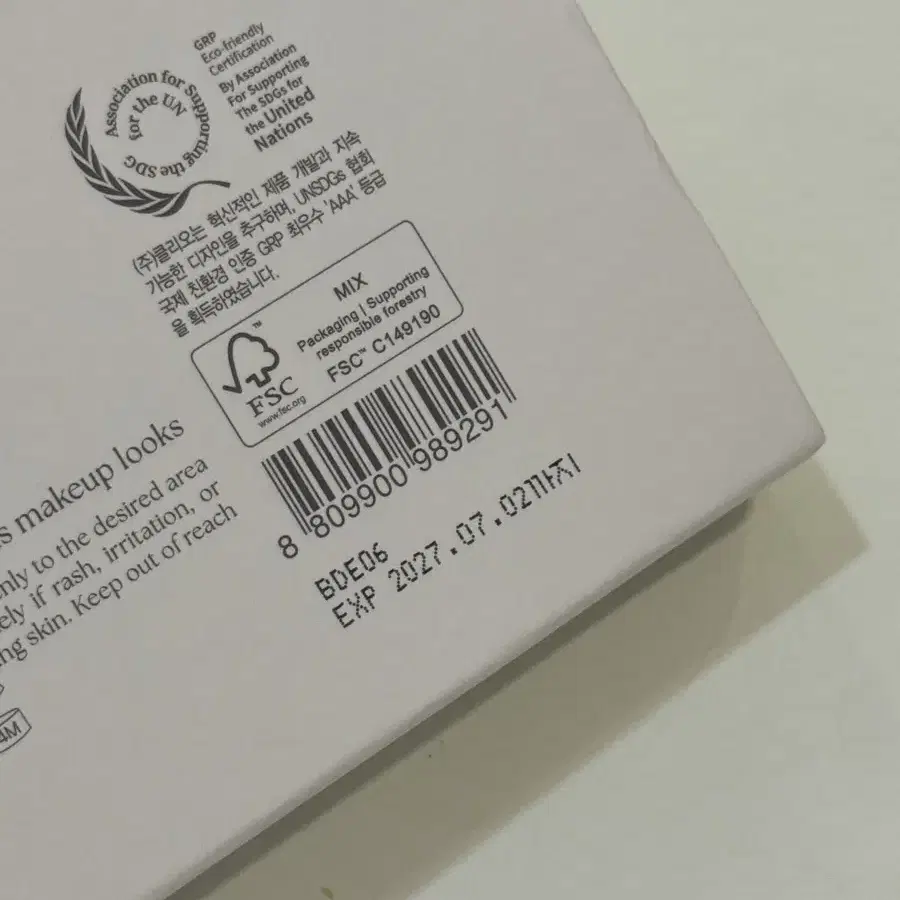 Association for Supporting the SDG
for the UN
GRP
Eco-friendly
Certification
By Association
For Supporting
The SDGs for
the United
Nations
(주)클리오는 혁신적인 제품 개발과 지속
가능한 디자인을 추구하며, UNSDGs 협회
국제 친환경 인증 GRP 최우수 'AAA' 등급
을 획득하였습니다.
FSC
www.fsc.org
MIX
Packaging | Supporting
responsible forestry
FSC™ C149190
8 809900 989291
BDE06
EXP 2027.07.02까지
makeup looks
to the desired area
if rash, irritation, or
skin. Keep out of reach